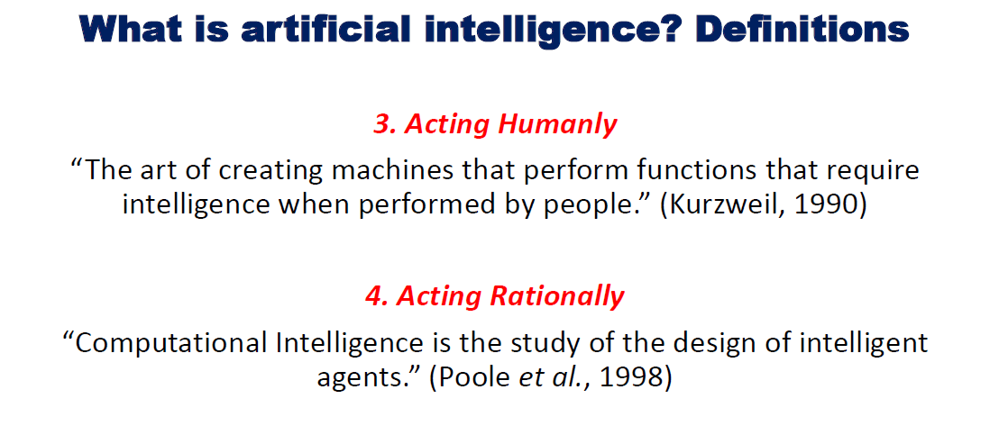 What is artificial intelligence? Definitions
3. Acting Humanly
“The art of creating machines that perform functions that require
intelligence when performed by people.” (Kurzweil, 1990)
4. Acting Rationally
“Computational Intelligence is the study of the design of intelligent
agents.” (Poole et al., 1998)